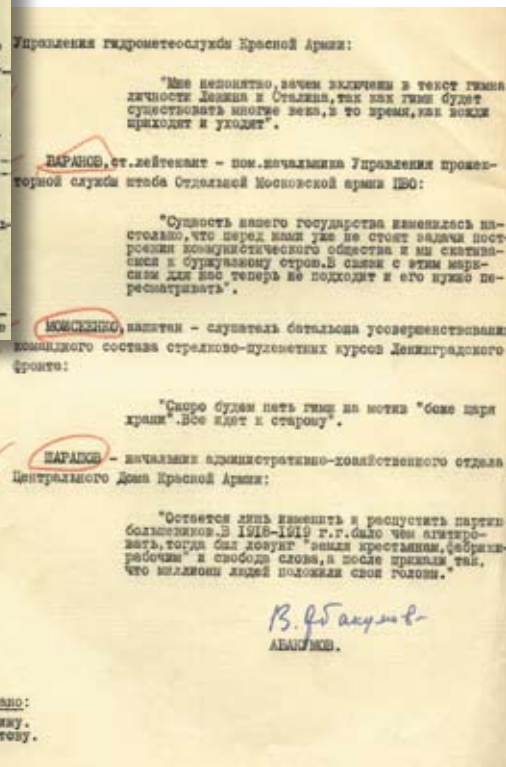 Управления гидрометеослужбы Красной Армии:
"Мне непонятно, зачем включены в текст гимна
личности Ленина и Сталина, так как гимн будет
существовать многие века, в то время, как вожди
приходят и уходят".
БАРАНОВ, ст.лейтенант - пом.начальника Управления прожек-
торной службы штаба Отдельной Московской армии ПВО:
"Сущность нашего государства изменилась на-
столько, что перед нами уже не стоят задачи пост-
роения коммунистического общества и мы скатыва-
емся к буржуазному строю. В связи с этим марк-
сизм для нас теперь не подходит и его нужно пе-
ресматривать".
МОИСЕЕНКО, капитан - слушатель батальона усовершенствования
командного состава стрелково-пулеметных курсов Ленинградского
фронта:
"Скоро будем петь гимн на мотив "боже царя
храни". Все идет к старому".
ШАРАПОВ - начальник административно-хозяйственного отдела
Центрального Дома Красной Армии:
"Остается лишь изменить и распустить партию
большевиков. В 1918-1919 г.г. было чем агитиро-
вать, тогда был лозунг "земля крестьянам, фабрики-
рабочим" и свобода слова, а после прижали так,
что миллионы людей положили свои головы."
В. Абакумов
АБАКУМОВ.
ано:
ину.
тову.